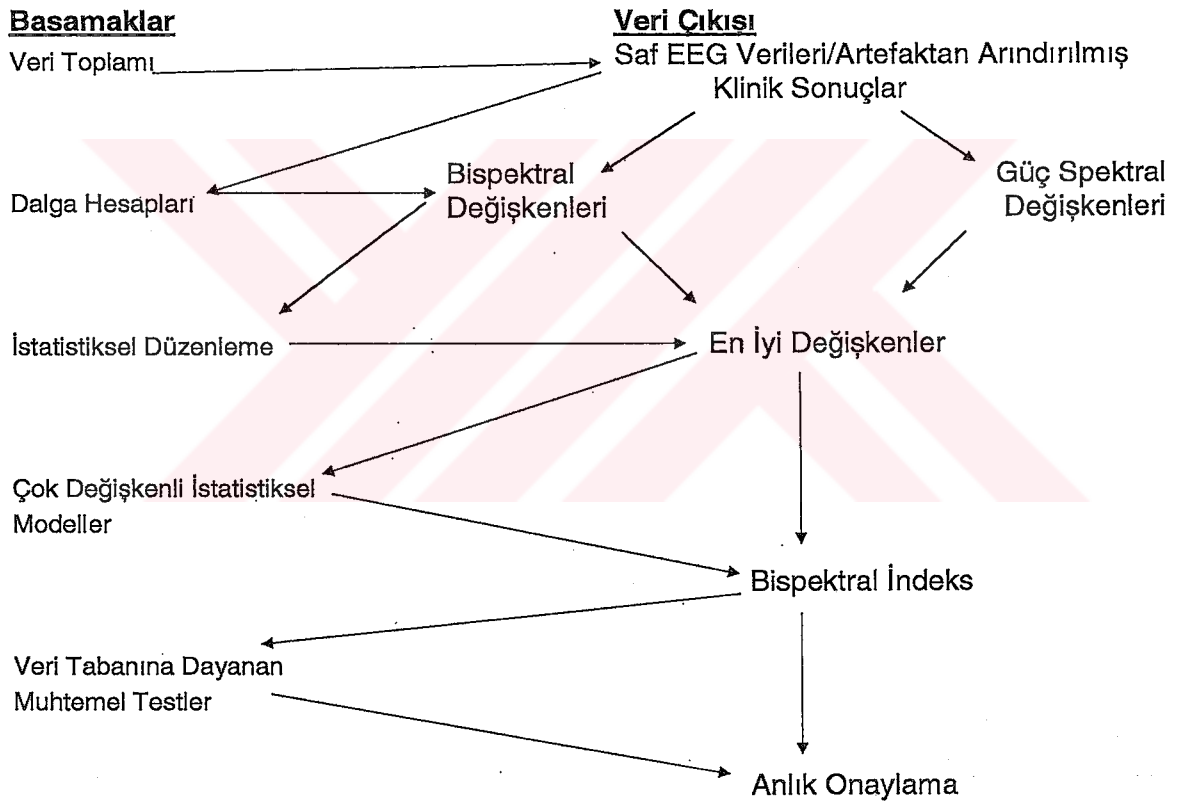 Basamaklar
Veri Çıkışı
Veri Toplamı
Saf EEG Verileri/Artefaktan Arındırılmış
Klinik Sonuçlar
Dalga Hesapları
Bispektral
Değişkenleri
Güç Spektral
Değişkenleri
İstatistiksel Düzenleme
En İyi Değişkenler
Çok Değişkenli İstatistiksel
Modeller
Bispektral İndeks
Veri Tabanına Dayanan
Muhtemel Testler
Anlık Onaylama